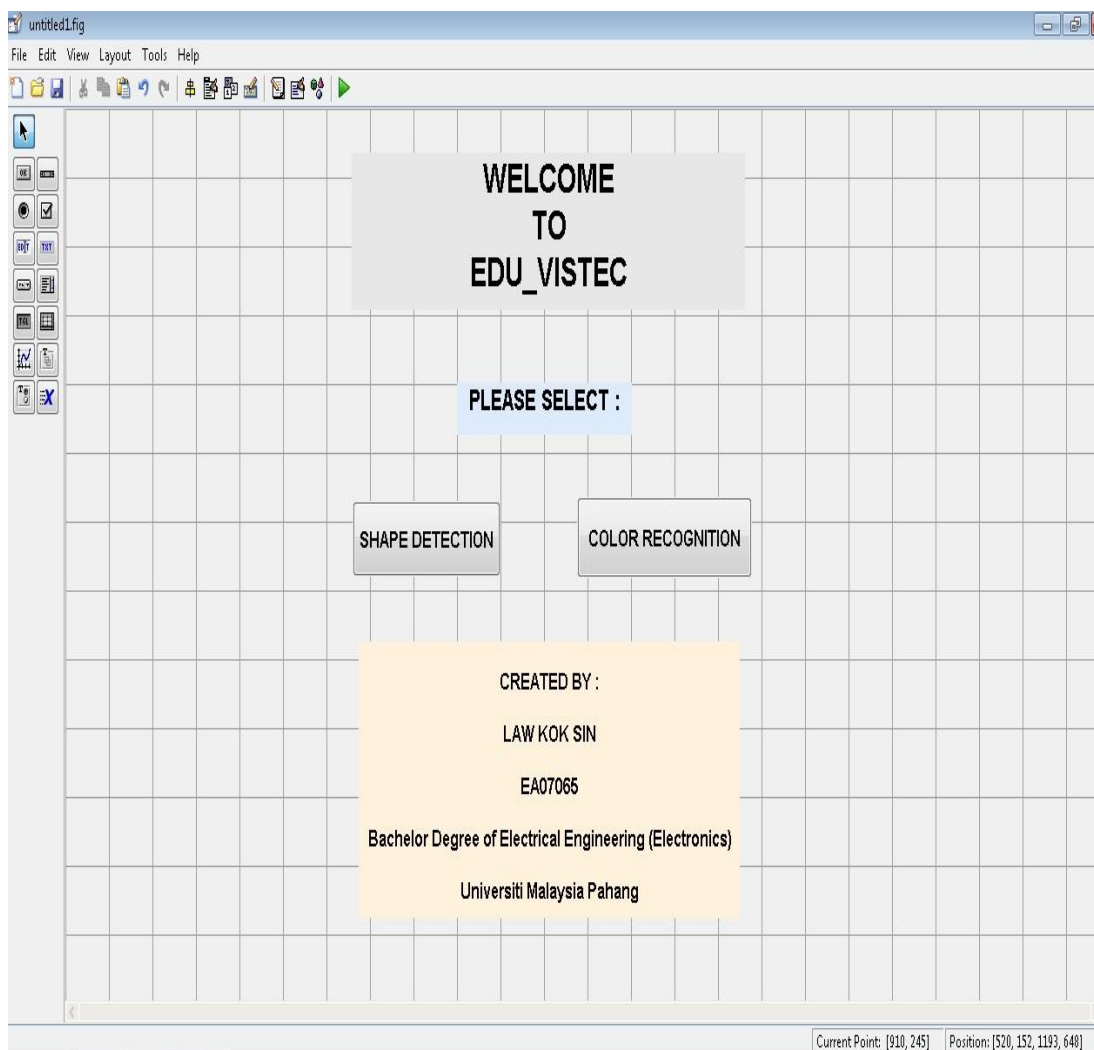 untitled1.fig
File Edit View Layout Tools Help
WELCOME
TO
EDU_VISTEC
PLEASE SELECT :
SHAPE DETECTION
COLOR RECOGNITION
CREATED BY :
LAW KOK SIN
EA07065
Bachelor Degree of Electrical Engineering (Electronics)
Universiti Malaysia Pahang
Current Point: [910, 245] Position: [520, 152, 1193, 648]